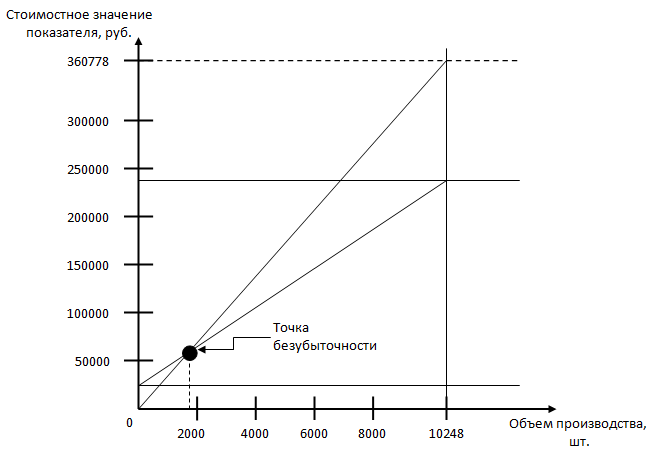 Стоимостное значение
показателя, руб.
360778
300000
250000
200000
150000
100000
50000
Точка
безубыточности
0
2000
4000
6000
8000
10248
Объем производства,
шт.